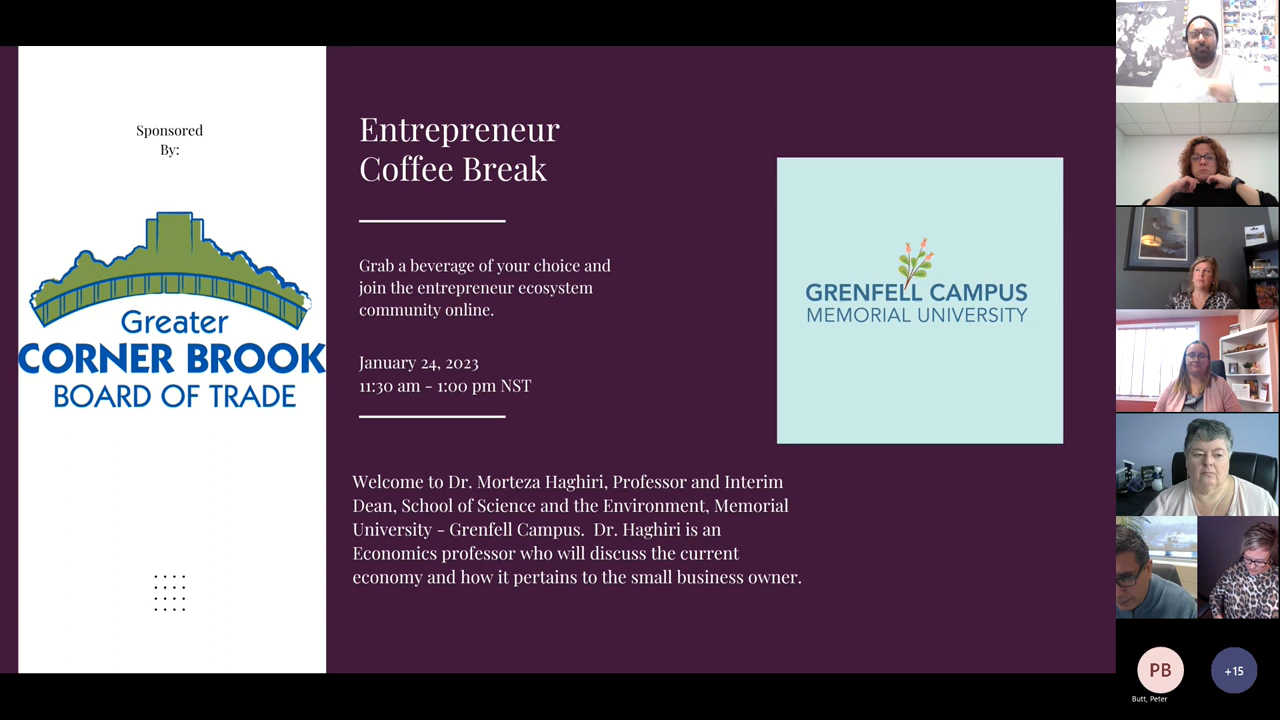 Sponsored
By:
Greater
CORNER BROOK
BOARD OF TRADE
Entrepreneur
Coffee Break
Grab a beverage of your choice and
join the entrepreneur ecosystem
community online.
January 24, 2023
11:30 am - 1:00 pm NST
GRENFELL CAMPUS
MEMORIAL UNIVERSITY
Welcome to Dr. Morteza Haghiri, Professor and Interim
Dean, School of Science and the Environment, Memorial
University - Grenfell Campus. Dr. Haghiri is an
Economics professor who will discuss the current
economy and how it pertains to the small business owner.
PB
+15
Butt, Peter